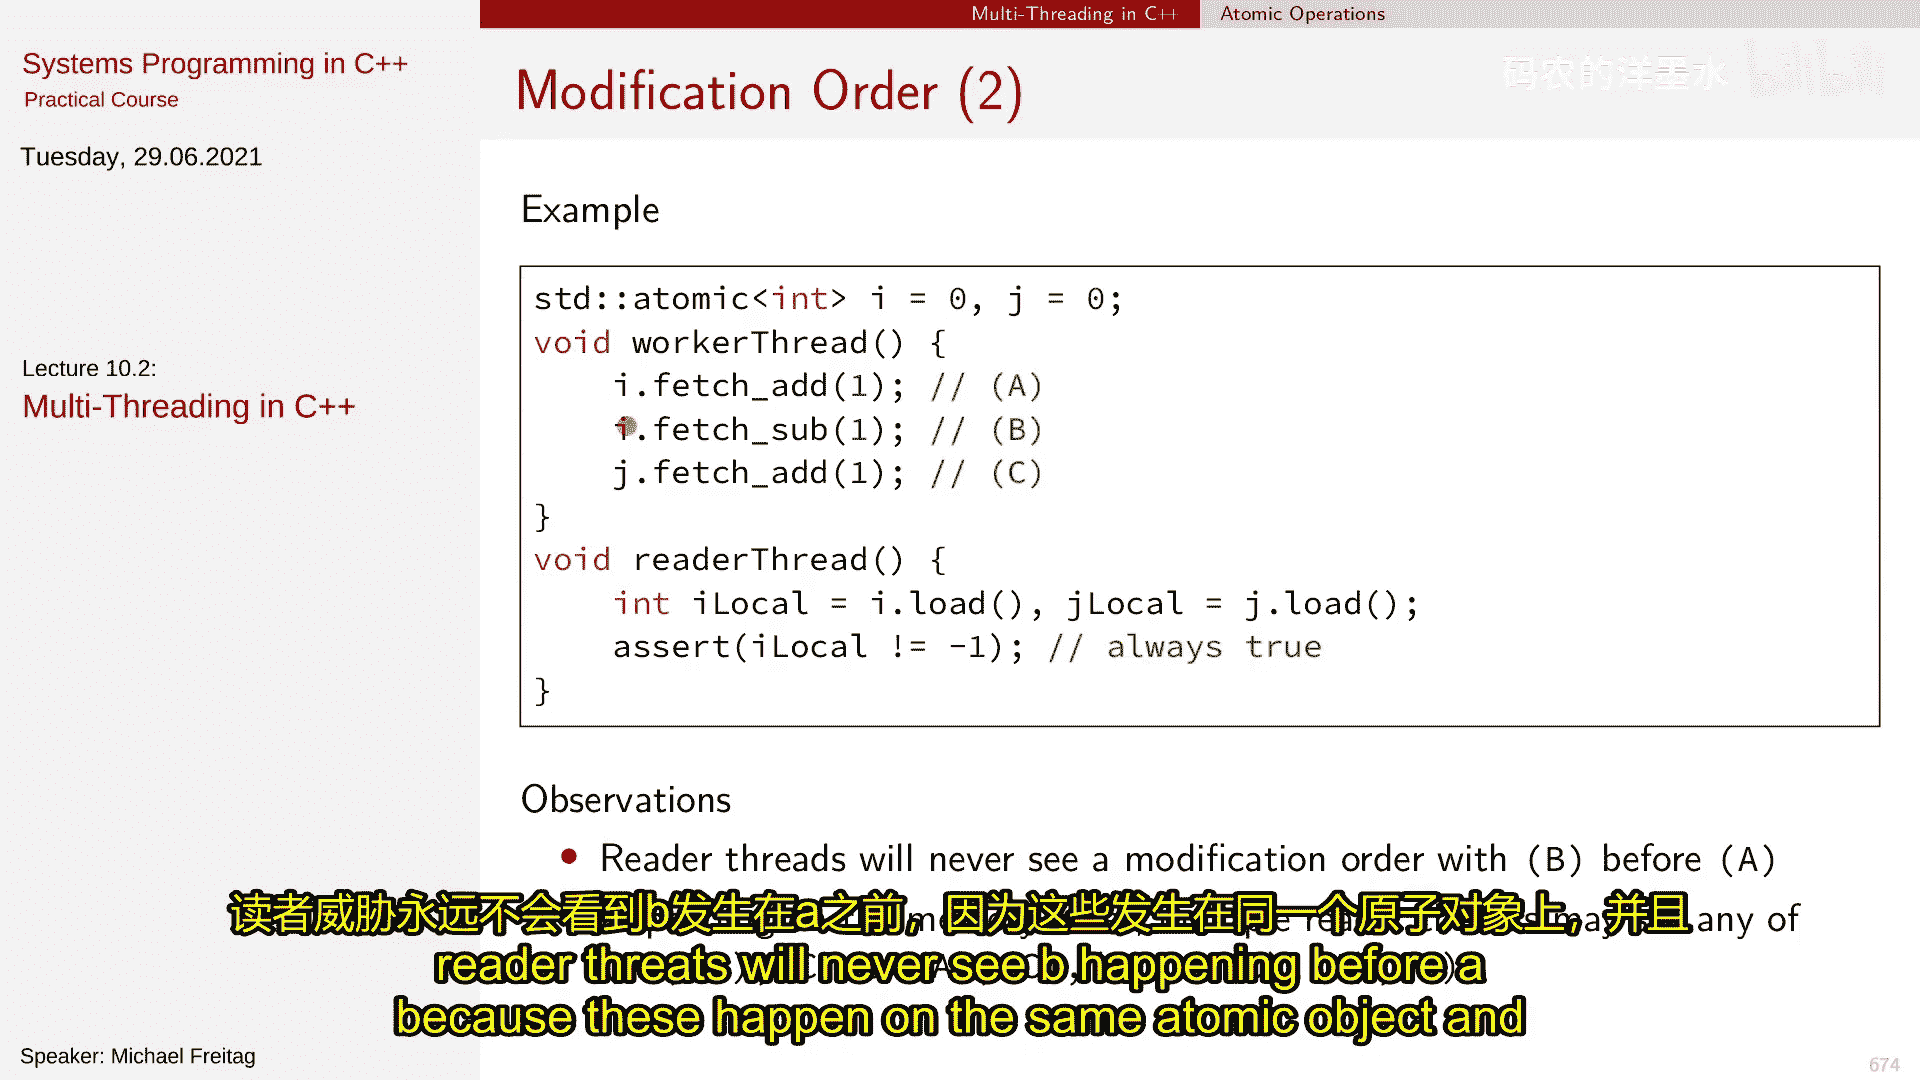 Multi-Threading in C++ Atomic Operations
Systems Programming in C++
Practical Course
Tuesday, 29.06.2021
Lecture 10.2:
Multi-Threading in C++
Speaker: Michael Freitag
码农的洋墨水
Modification Order (2)
Example
std::atomic<int> i = 0, j = 0;
void workerThread() {
i.fetch_add(1); // (A)
i.fetch_sub(1); // (B)
j.fetch_add(1); // (C)
}
void readerThread() {
int iLocal = i.load(), jLocal = j.load();
assert(iLocal != -1); // always true
}
Observations
• Reader threads will never see a modification order with (B) before (A)
any of
读者威胁永远不会看到b发生在a之前，因为这些发生在同一个原子对象上，并且
reader threats will never see b happening before a
because these happen on the same atomic object and
674